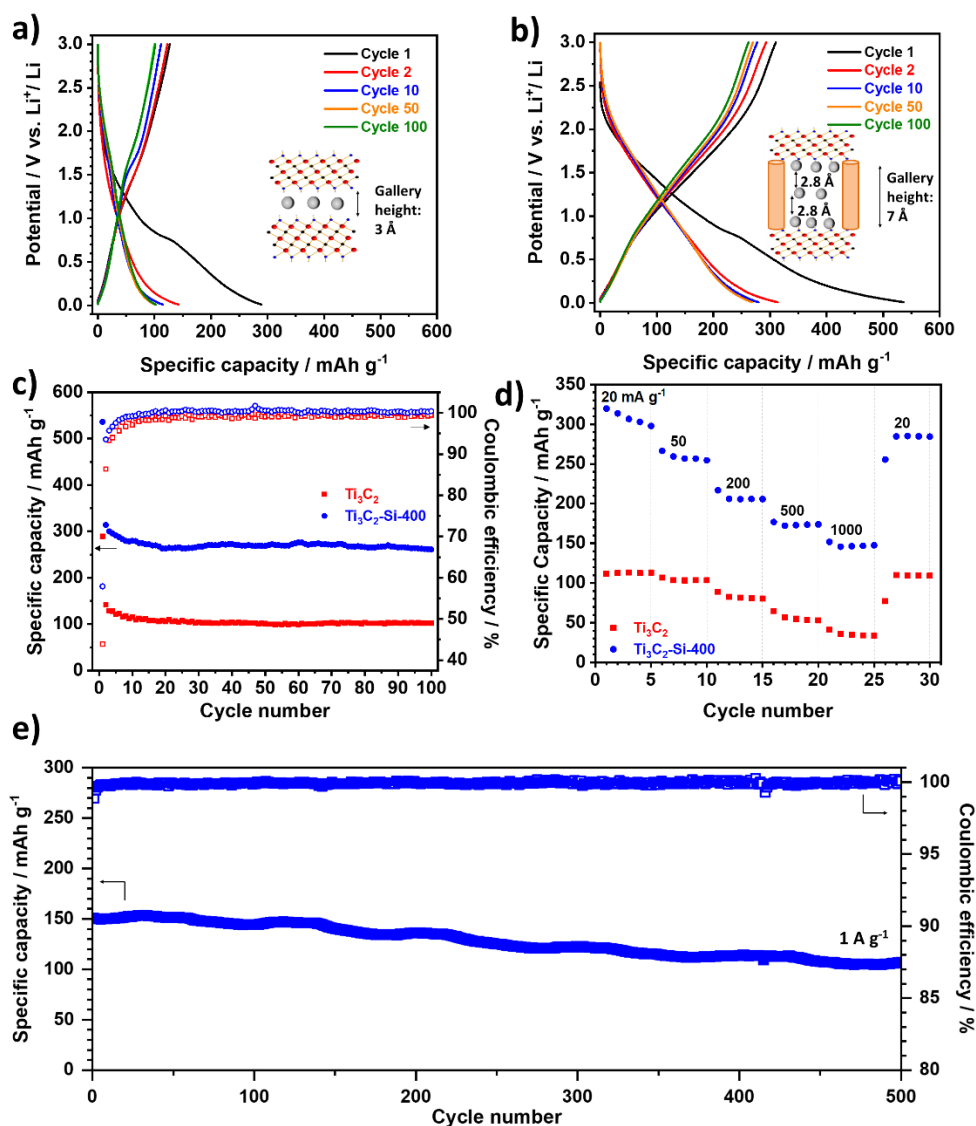 a)
3.0
2.5
2.0
1.5
1.0
0.5
0.0
Potential / V vs. Li⁺/ Li
Cycle 1
Cycle 2
Cycle 10
Cycle 50
Cycle 100
Gallery
height:
3 Å
0 100 200 300 400 500 600
Specific capacity / mAh g⁻¹
b)
3.0
2.5
2.0
1.5
1.0
0.5
0.0
Potential / V vs. Li⁺/ Li
Cycle 1
Cycle 2
Cycle 10
Cycle 50
Cycle 100
2.8 Å
2.8 Å
Gallery
height:
7 Å
0 100 200 300 400 500 600
Specific capacity / mAh g⁻¹
c)
600
550
500
450
400
350
300
250
200
150
100
50
0
Specific capacity / mAh g⁻¹
Ti₃C₂
Ti₃C₂-Si-400
100
90
80
70
60
50
40
Coulombic efficiency / %
0 10 20 30 40 50 60 70 80 90 100
Cycle number
d)
350
300
250
200
150
100
50
0
Specific Capacity / mAh g⁻¹
20 mA g⁻¹
50
200
500
1000
20
Ti₃C₂
Ti₃C₂-Si-400
0 5 10 15 20 25 30
Cycle number
e)
300
250
200
150
100
50
0
Specific capacity / mAh g⁻¹
1 A g⁻¹
100
95
90
85
80
Coulombic efficiency / %
0 100 200 300 400 500
Cycle number